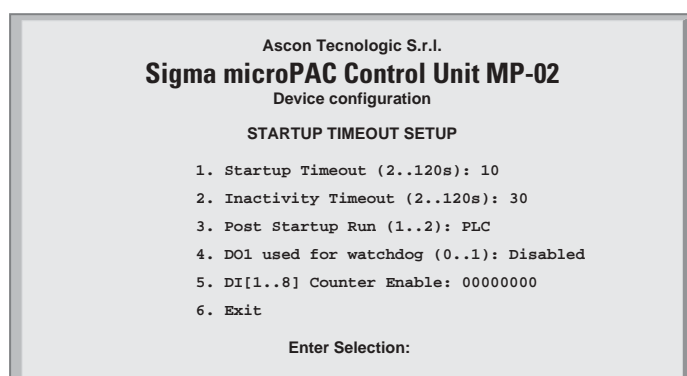 Ascon Tecnologic S.r.l.
Sigma microPAC Control Unit MP-02
Device configuration
STARTUP TIMEOUT SETUP
1. Startup Timeout (2..120s): 10
2. Inactivity Timeout (2..120s): 30
3. Post Startup Run (1..2): PLC
4. DO1 used for watchdog (0..1): Disabled
5. DI[1..8] Counter Enable: 00000000
6. Exit
Enter Selection: